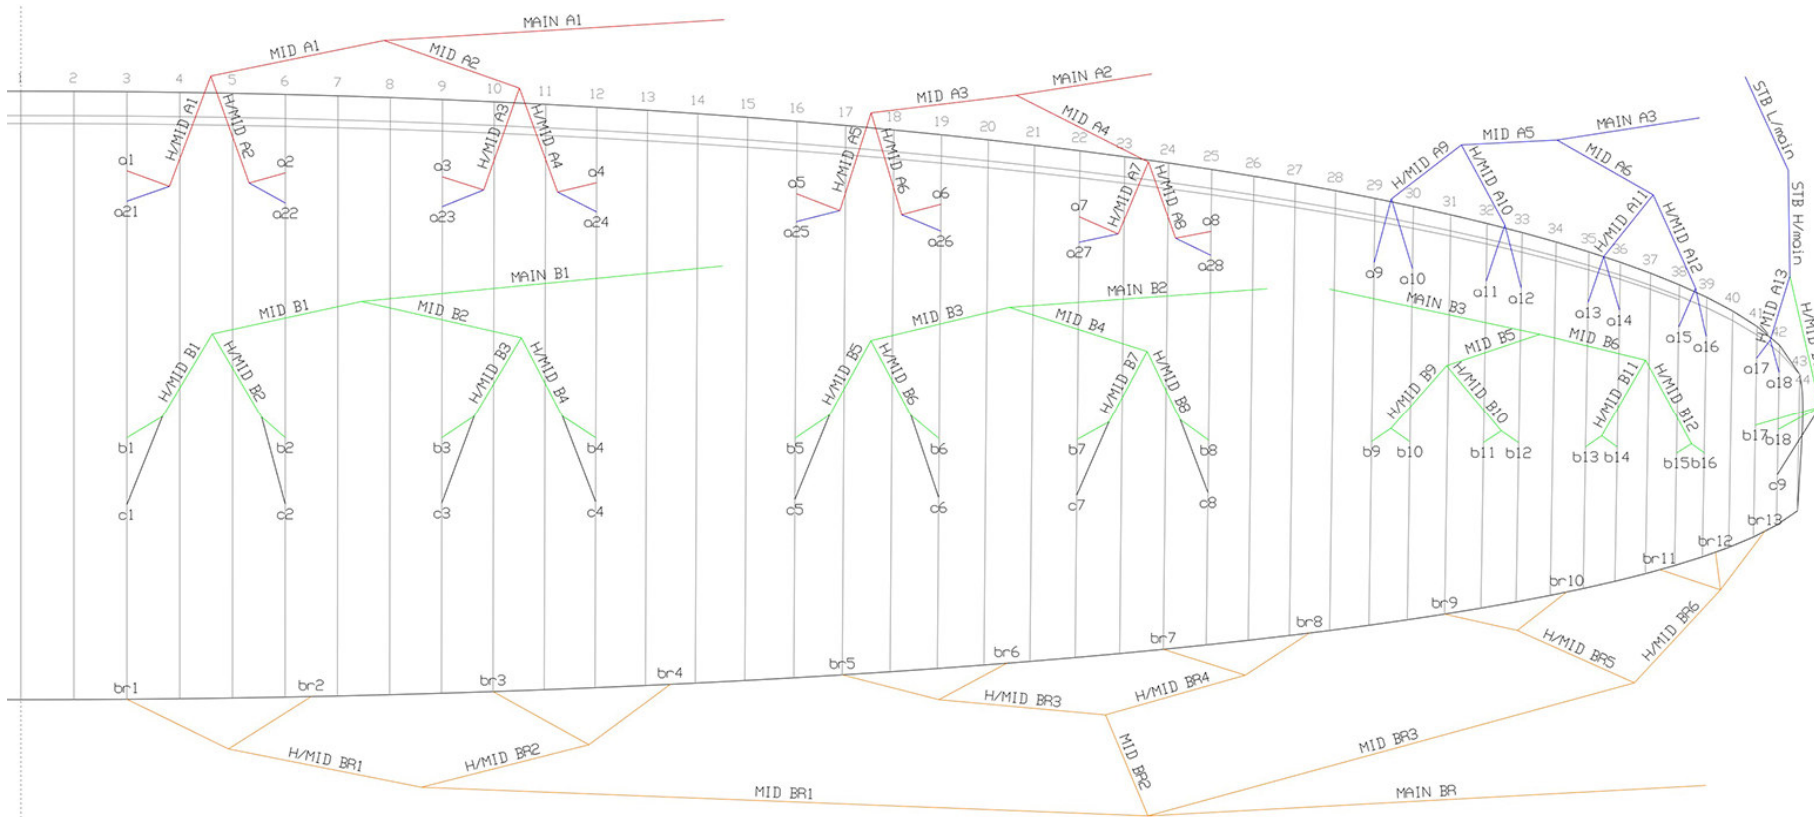 MAIN A1
MID A1
MID A2
MAIN A2
MID A3
MID A4
MAIN A3
MID A5
MID A6
STB L/main
STB H/main
1 2 3 4 5 6 7 8 9 10 11 12 13 14 15 16 17 18 19 20 21 22 23 24 25 26 27 28 29 30 31 32 33 34 35 36 37 38 39 40 41 42 43 44
H/MID A1
H/MID A2
H/MID A3
H/MID A4
H/MID A5
H/MID A6
H/MID A7
H/MID A8
H/MID A9
H/MID A10
H/MID A11
H/MID A12
H/MID A13
a1 a2 a3 a4 a5 a6 a7 a8
a21 a22 a23 a24 a25 a26 a27 a28
a9 a10 a11 a12 a13 a14 a15 a16 a17 a18
MAIN B1
MID B1
MID B2
MAIN B2
MID B3
MID B4
MAIN B3
MID B5
MID B6
H/MID B1
H/MID B2
H/MID B3
H/MID B4
H/MID B5
H/MID B6
H/MID B7
H/MID B8
H/MID B9
H/MID B10
H/MID B11
H/MID B12
H/MID
b1 b2 b3 b4 b5 b6 b7 b8 b9 b10 b11 b12 b13 b14 b15 b16 b17 b18
c1 c2 c3 c4 c5 c6 c7 c8 c9
br1 br2 br3 br4 br5 br6 br7 br8 br9 br10 br11 br12 br13
H/MID BR1
H/MID BR2
H/MID BR3
H/MID BR4
H/MID BR5
H/MID BR6
MID BR1
MID BR2
MID BR3
MAIN BR